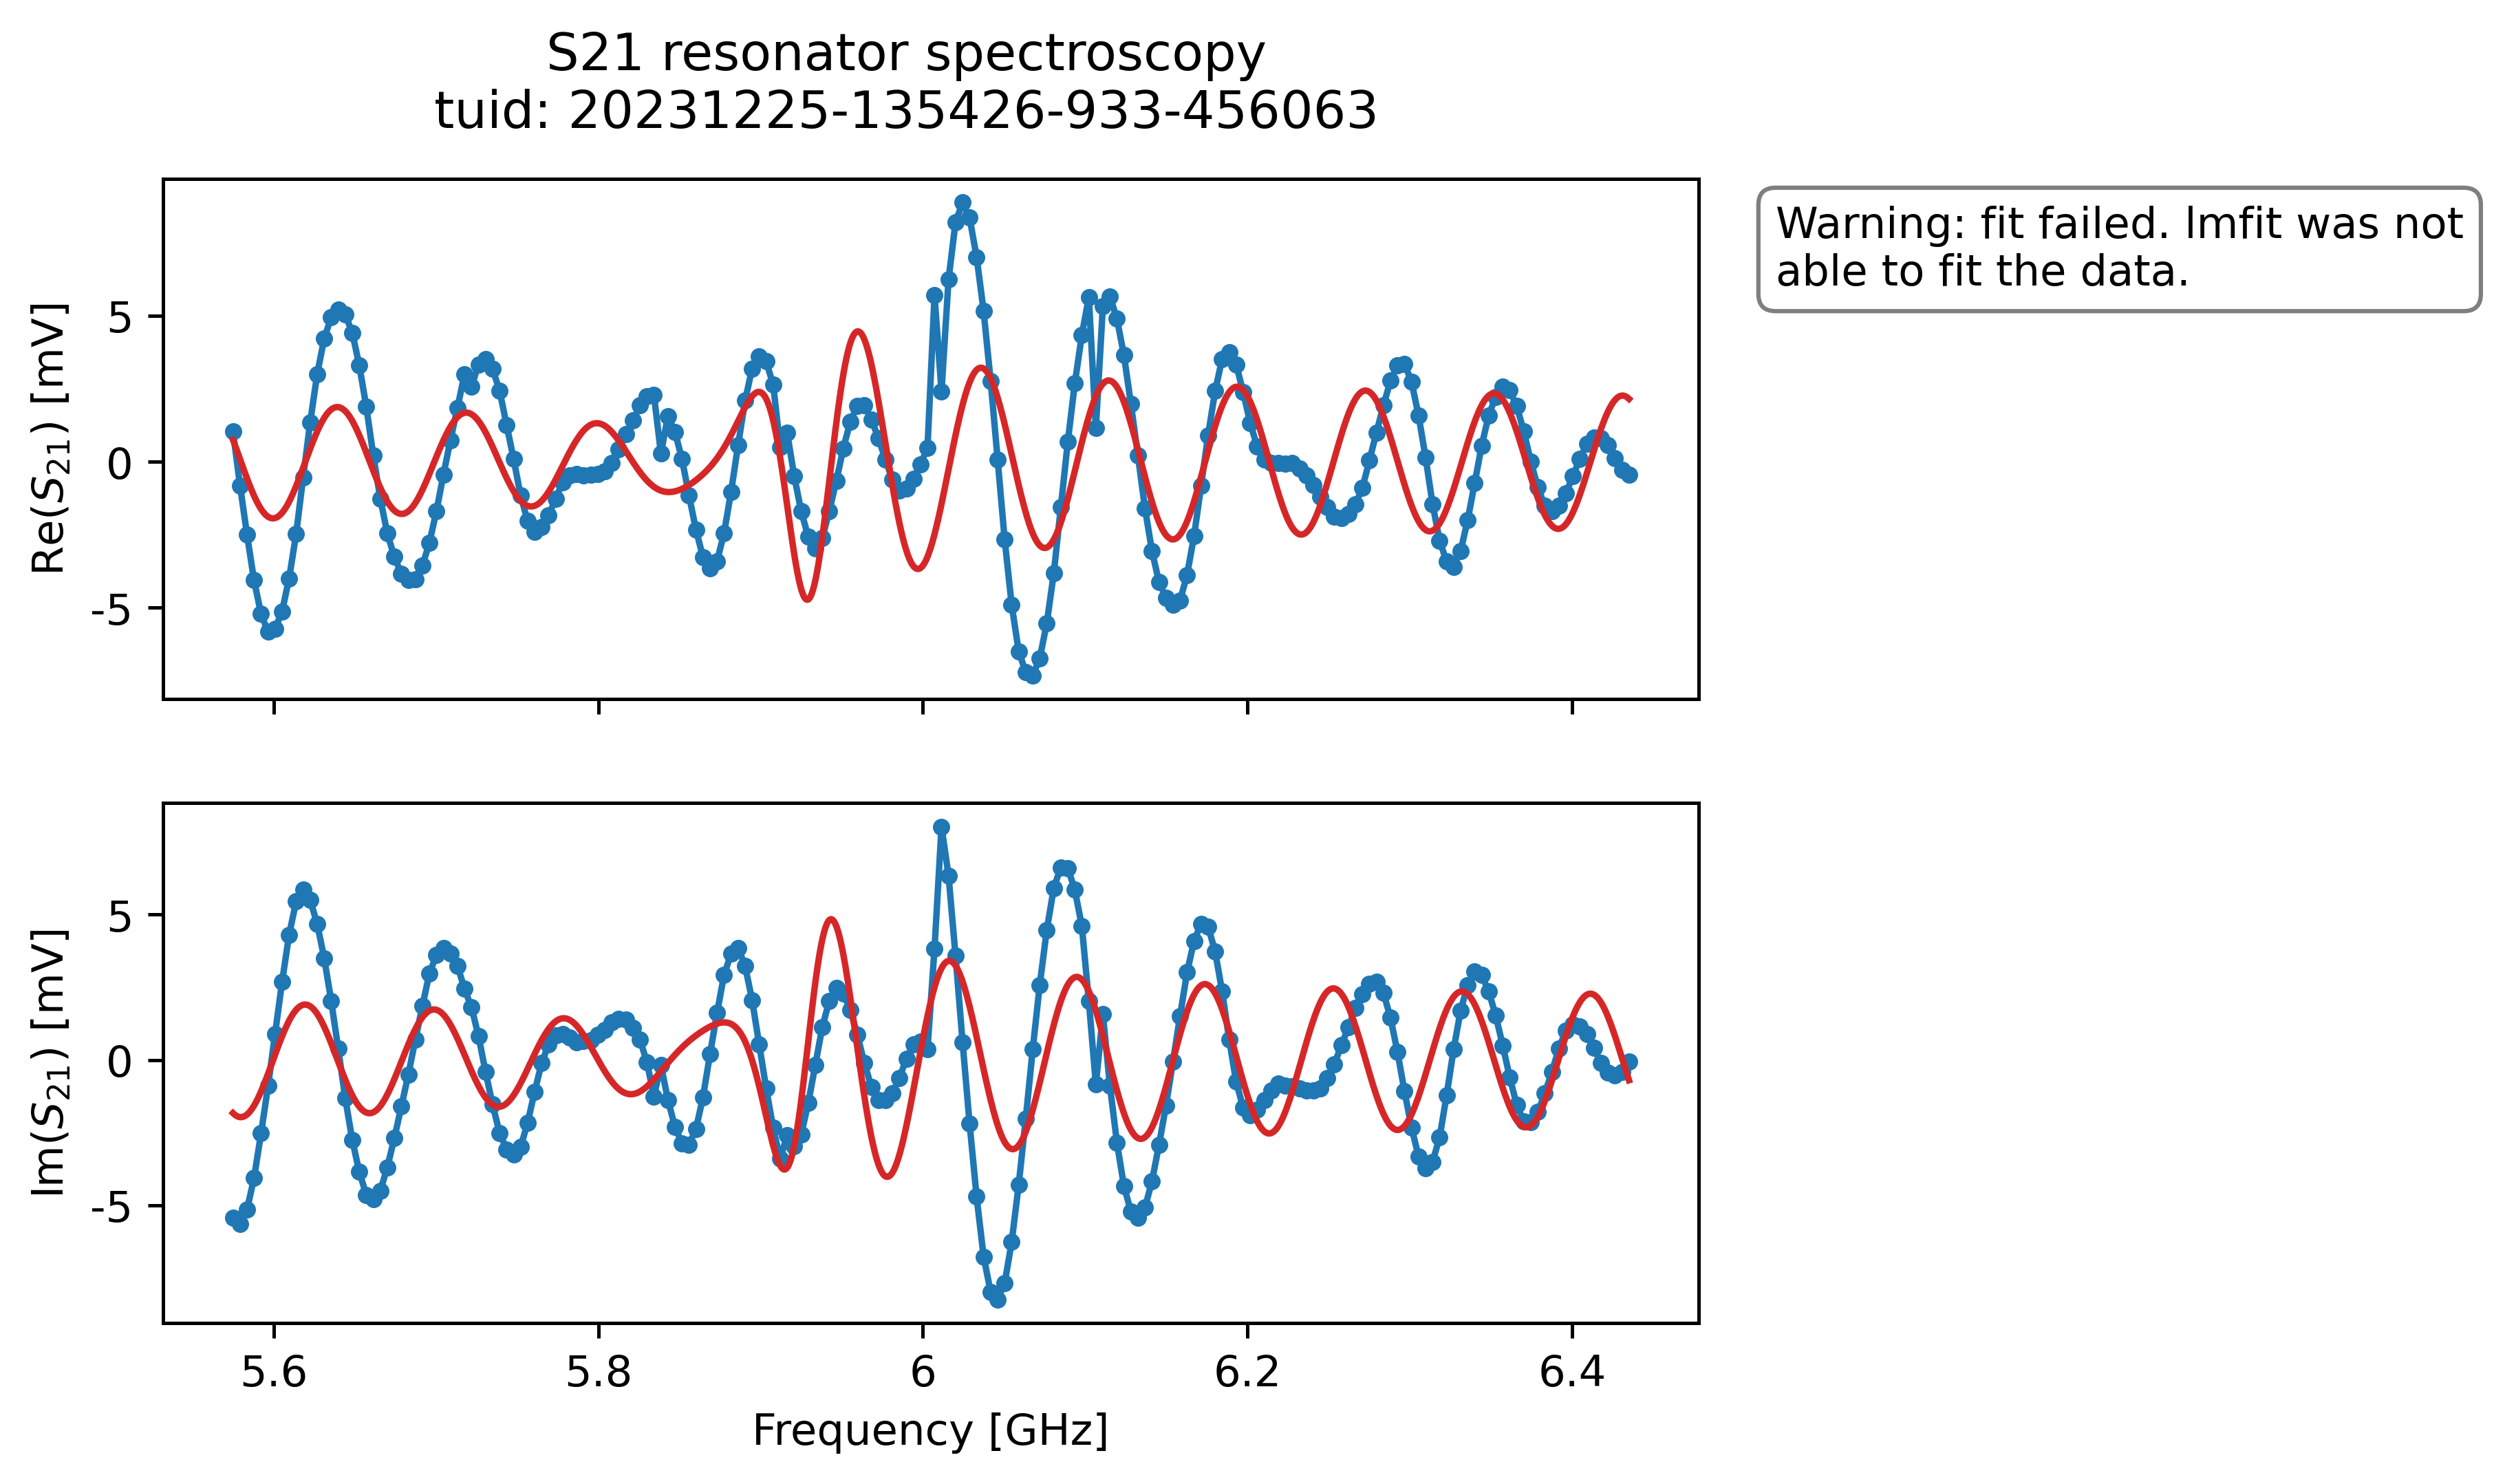 S21 resonator spectroscopy
tuid: 20231225-135426-933-456063
Warning: fit failed. lmfit was not
able to fit the data.
Re(S21) [mV]
5
0
-5
Im(S21) [mV]
5
0
-5
5.6 5.8 6 6.2 6.4
Frequency [GHz]